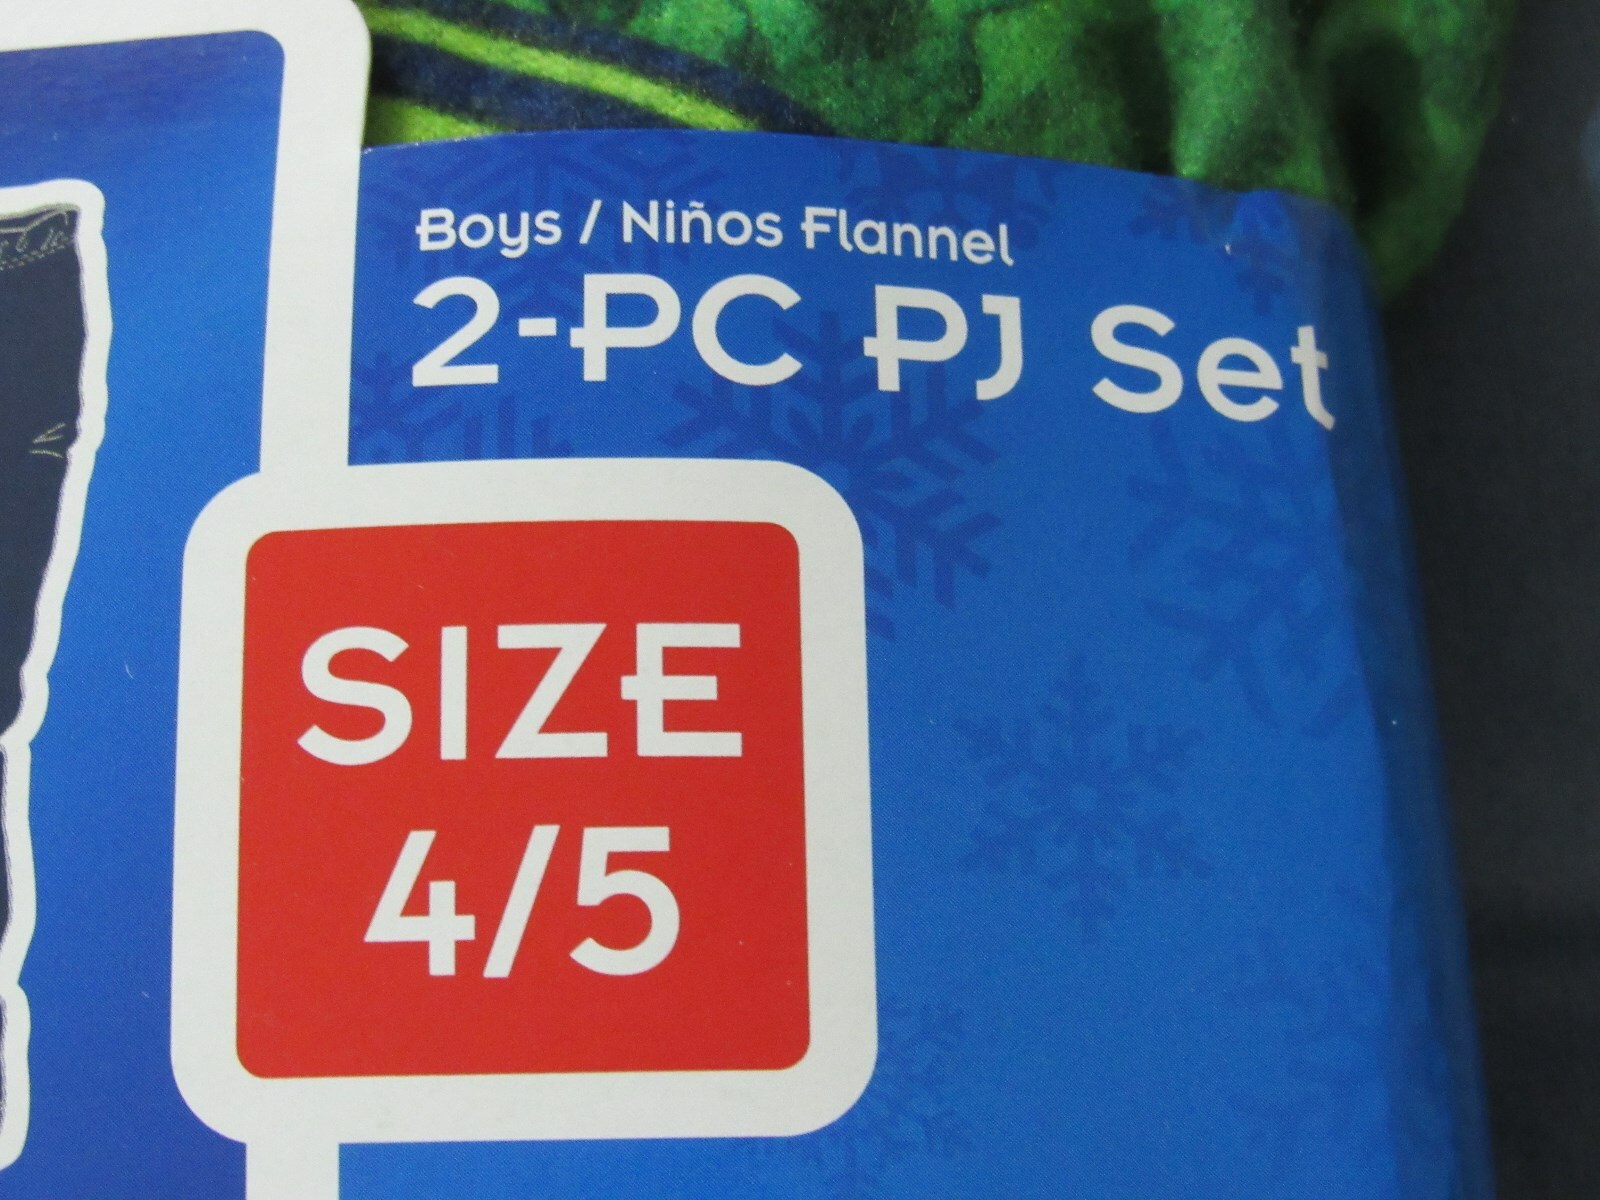 Boys / Niños Flannel
2-PC PJ Set
SIZE
4/5